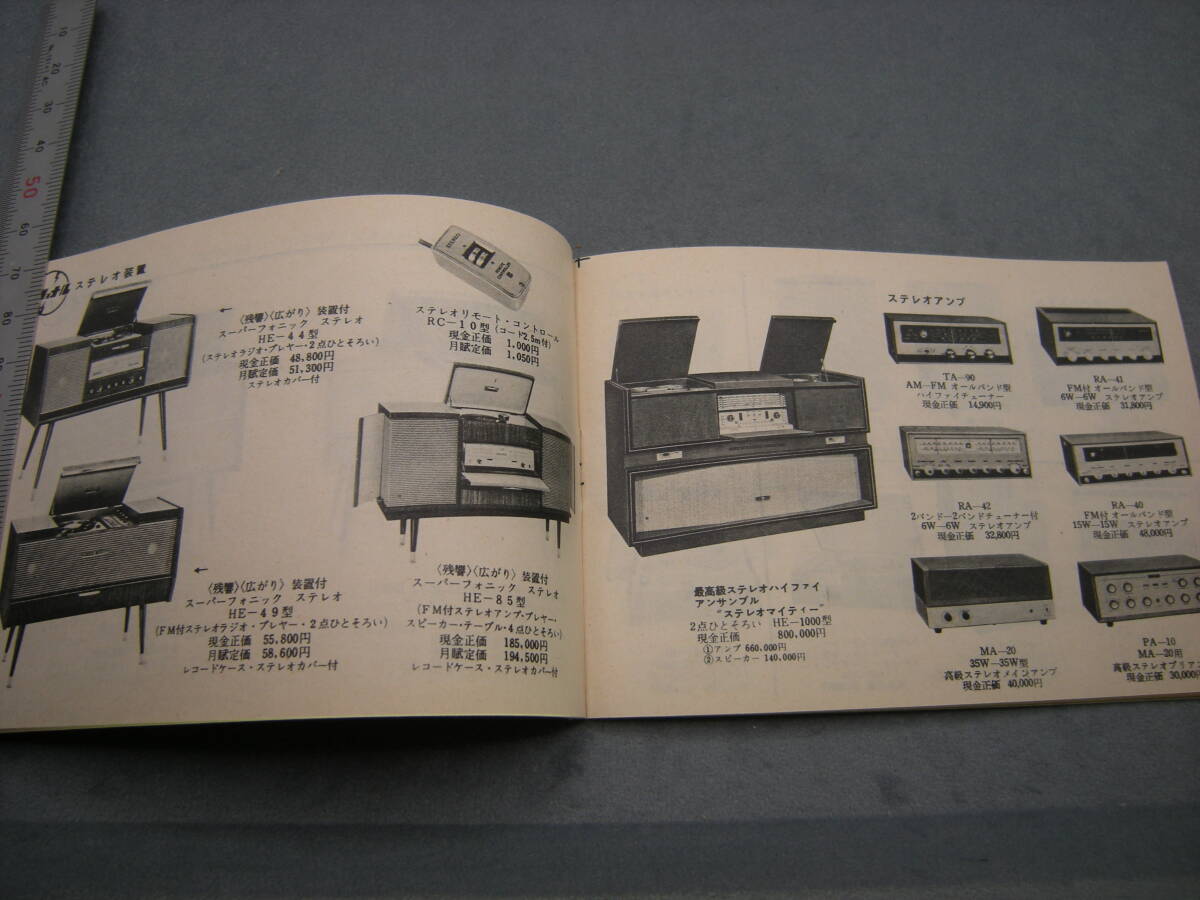 ステレオ装置
〈残響〉〈広がり〉装置付
スーパーフォニック ステレオ
HE-44型
(ステレオラジオ・プレヤー・2点ひとそろい)
現金正価 48,800円
月賦定価 51,300円
ステレオカバー付
ステレオリモート・コントロール
RC-10型(コード2.5m付)
現金正価 1,000円
月賦定価 1,050円
〈残響〉〈広がり〉装置付
スーパーフォニック ステレオ
HE-49型
(FM付ステレオラジオ・プレヤー・2点ひとそろい)
現金正価 55,800円
月賦定価 58,600円
レコードケース・ステレオカバー付
〈残響〉〈広がり〉装置付
スーパーフォニック ステレオ
HE-85型
(FM付ステレオアンプ・プレヤー・
スピーカー・テーブル・4点ひとそろい)
現金正価 185,000円
月賦定価 194,500円
レコードケース・ステレオカバー付
最高級ステレオハイファイ
アンサンブル
"ステレオマイティー"
2点ひとそろい HE-1000型
現金正価 800,000円
①アンプ 660,000円
②スピーカー 140,000円
ステレオアンプ
TA-90
AM-FM オールバンド型
ハイファイチューナー
現金正価 14,900円
RA-41
FM付 オールバンド型
6W-6W ステレオアンプ
現金正価 31,800円
RA-42
2バンド-2バンドチューナー付
6W-6W ステレオアンプ
現金正価 32,800円
RA-40
FM付 オールバンド型
15W-15W ステレオアンプ
現金正価 48,000円
MA-20
35W-35W型
高級ステレオメインアンプ
現金正価 40,000円
PA-10
MA-20用
高級ステレオプリア
現金正価 30,000円
10
20
30
40
50
60
70
80